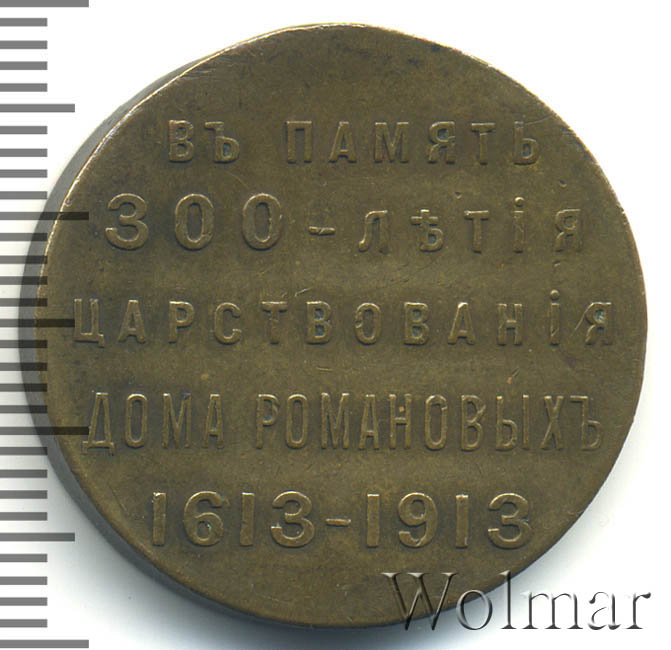 ВЪ ПАМЯТЬ
300-ЛѢТІЯ
ЦАРСТВОВАНІЯ
ДОМА РОМАНОВЫХЪ
1613-1913
Wolmar